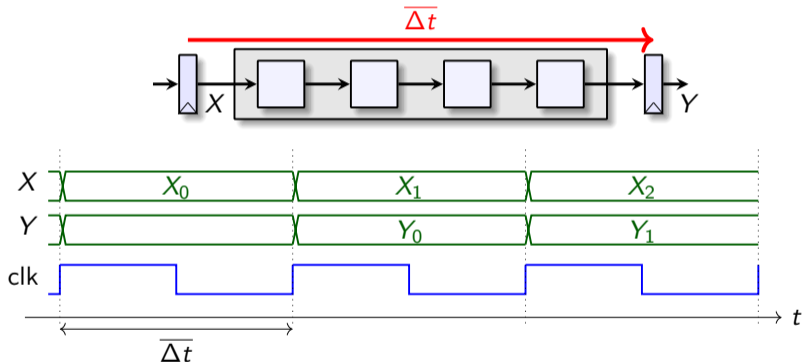 Δt
X Y
X X₀ X₁ X₂
Y Y₀ Y₁
clk
t
Δt